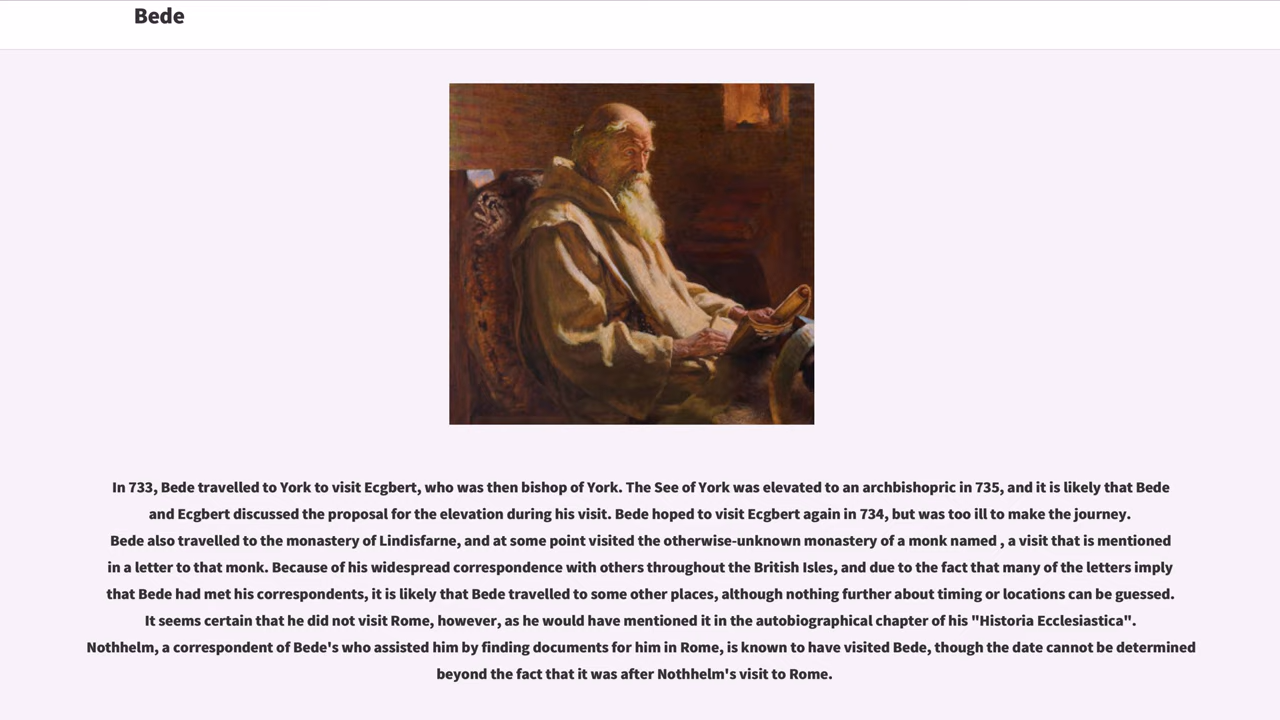 Bede
In 733, Bede travelled to York to visit Ecgbert, who was then bishop of York. The See of York was elevated to an archbishopric in 735, and it is likely that Bede
and Ecgbert discussed the proposal for the elevation during his visit. Bede hoped to visit Ecgbert again in 734, but was too ill to make the journey.
Bede also travelled to the monastery of Lindisfarne, and at some point visited the otherwise-unknown monastery of a monk named , a visit that is mentioned
in a letter to that monk. Because of his widespread correspondence with others throughout the British Isles, and due to the fact that many of the letters imply
that Bede had met his correspondents, it is likely that Bede travelled to some other places, although nothing further about timing or locations can be guessed.
It seems certain that he did not visit Rome, however, as he would have mentioned it in the autobiographical chapter of his "Historia Ecclesiastica".
Nothhelm, a correspondent of Bede's who assisted him by finding documents for him in Rome, is known to have visited Bede, though the date cannot be determined
beyond the fact that it was after Nothhelm's visit to Rome.